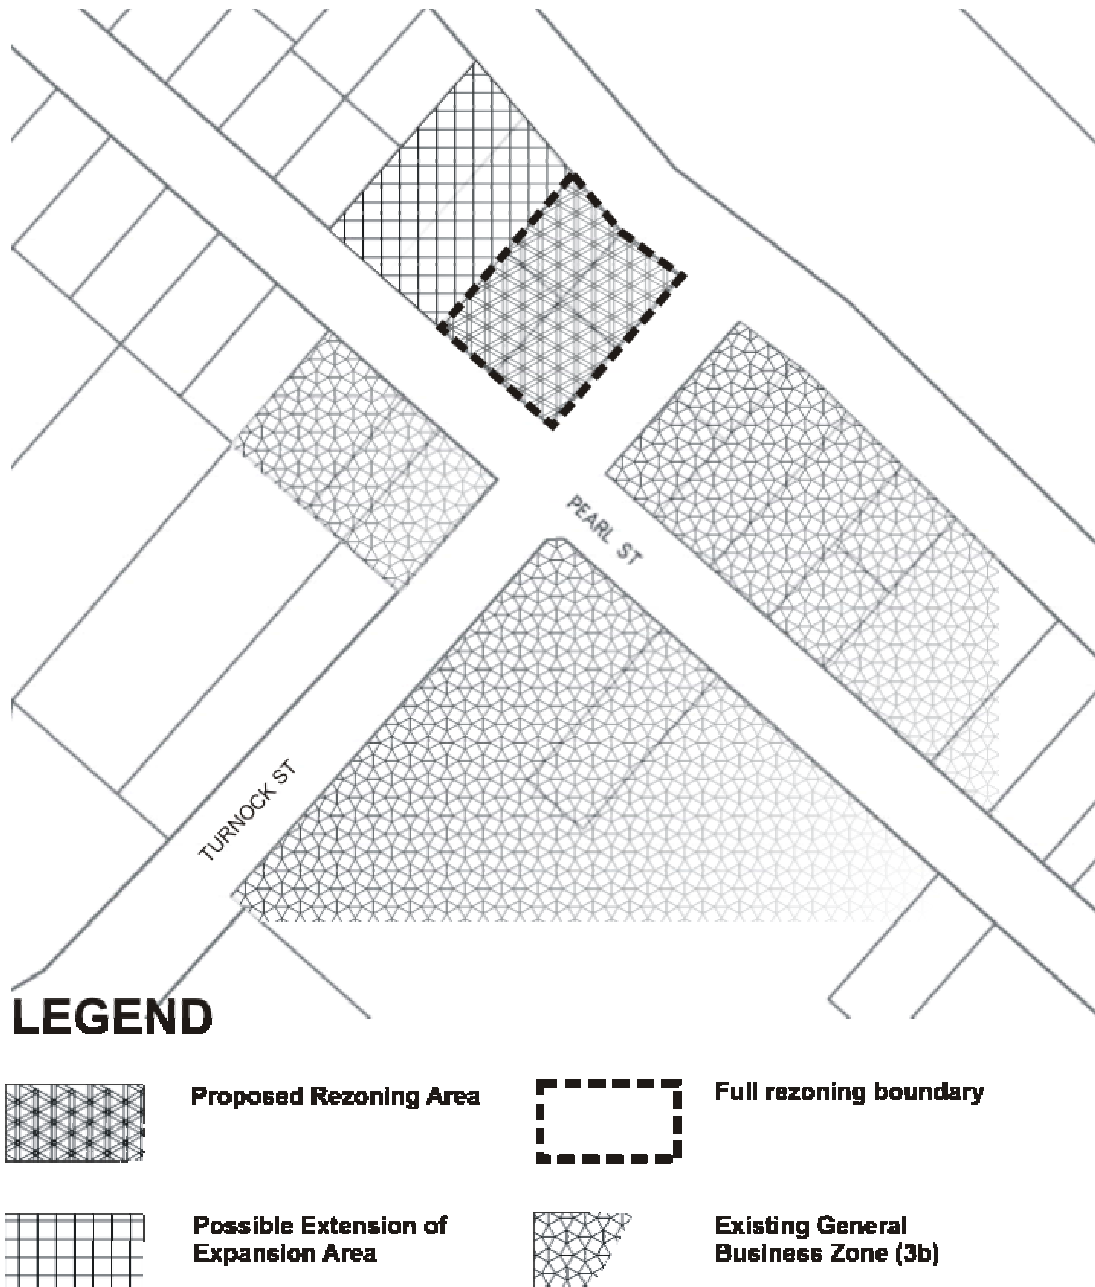 PEARL ST
TURNOCK ST
LEGEND
Proposed Rezoning Area
Full rezoning boundary
Possible Extension of
Expansion Area
Existing General
Business Zone (3b)